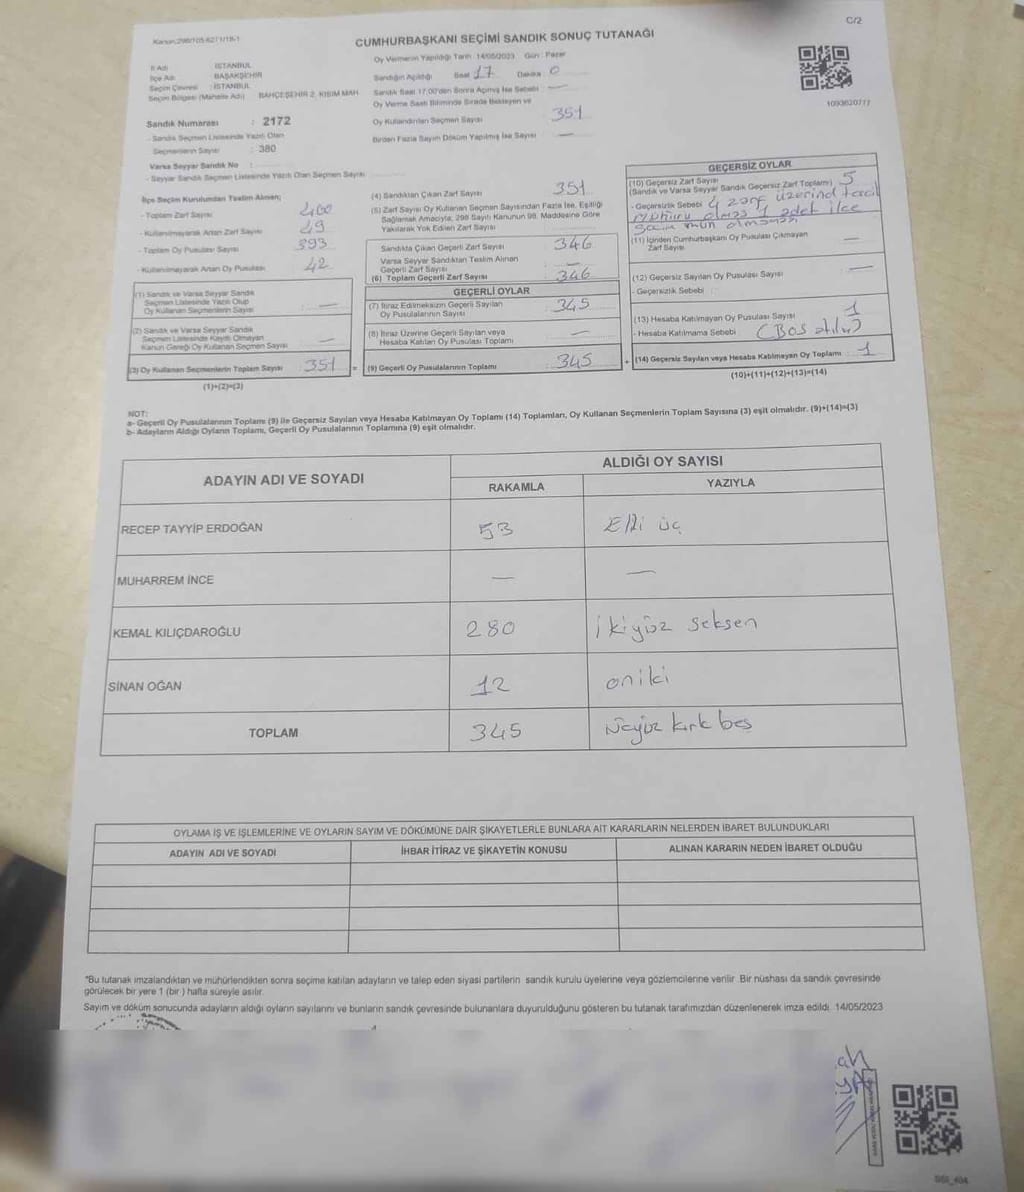 C/2
Kanun:298/105-6271/18-1
CUMHURBAŞKANI SEÇİMİ SANDIK SONUÇ TUTANAĞI
İl Adı : İSTANBUL
İlçe Adı : BAŞAKŞEHİR
Seçim Çevresi : İSTANBUL
Seçim Bölgesi (Mahalle Adı) : BAHÇEŞEHİR 2. KISIM MAH
Sandık Numarası : 2172
- Sandık Seçmen Listesinde Yazılı Olan
Seçmenlerin Sayısı : 380
Varsa Seyyar Sandık No :
- Seyyar Sandık Seçmen Listesinde Yazılı Olan Seçmen Sayısı
Oy Vermenin Yapıldığı Tarih : 14/05/2023 Gün : Pazar
Sandığın Açıldığı Saat 17 Dakika 0
Sandık Saat 17.00'den Sonra Açılmış İse Sebebi —
Oy Verme Saati Bitiminde Sırada Bekleyen ve
Oy Kullandırılan Seçmen Sayısı 351
Birden Fazla Sayım Döküm Yapılmış İse Sayısı —
1093620777
İlçe Seçim Kurulundan Teslim Alınan;
- Toplam Zarf Sayısı 400
- Kullanılmayarak Artan Zarf Sayısı 49
- Toplam Oy Pusulası Sayısı 393
- Kullanılmayarak Artan Oy Pusulası 42
(1) Sandık ve Varsa Seyyar Sandık
Seçmen Listesinde Yazılı Olup
Oy Kullanan Seçmenlerin Sayısı —
(2) Sandık ve Varsa Seyyar Sandık
Seçmen Listesinde Kayıtlı Olmayan
Kanun Gereği Oy Kullanan Seçmen Sayısı —
(3) Oy Kullanan Seçmenlerin Toplam Sayısı 351
(1)+(2)=(3)
(4) Sandıktan Çıkan Zarf Sayısı 351
(5) Zarf Sayısı Oy Kullanan Seçmen Sayısından Fazla İse, Eşitliği
Sağlamak Amacıyla; 298 Sayılı Kanunun 98. Maddesine Göre
Yakılarak Yok Edilen Zarf Sayısı
Sandıkta Çıkan Geçerli Zarf Sayısı 346
Varsa Seyyar Sandıktan Teslim Alınan
Geçerli Zarf Sayısı —
(6) Toplam Geçerli Zarf Sayısı 346
GEÇERLİ OYLAR
(7) İtiraz Edilmeksizin Geçerli Sayılan
Oy Pusulalarının Sayısı 345
(8) İtiraz Üzerine Geçerli Sayılan veya
Hesaba Katılan Oy Pusulası Toplamı —
(9) Geçerli Oy Pusulalarının Toplamı 345
GEÇERSİZ OYLAR
(10) Geçersiz Zarf Sayısı 5
(Sandık ve Varsa Seyyar Sandık Geçersiz Zarf Toplamı)
- Geçersizlik Sebebi 4 zarf üzerind
1 adet ilce
(11) İçinden Cumhurbaşkanı Oy Pusulası Çıkmayan
Zarf Sayısı —
(12) Geçersiz Sayılan Oy Pusulası Sayısı —
- Geçersizlik Sebebi
(13) Hesaba Katılmayan Oy Pusulası Sayısı 1
- Hesaba Katılmama Sebebi
(14) Geçersiz Sayılan veya Hesaba Katılmayan Oy Toplamı 1
(10)+(11)+(12)+(13)=(14)
NOT:
a- Geçerli Oy Pusulalarının Toplamı (9) ile Geçersiz Sayılan veya Hesaba Katılmayan Oy Toplamı (14) Toplamları, Oy Kullanan Seçmenlerin Toplam Sayısına (3) eşit olmalıdır. (9)+(14)=(3)
b- Adayların Aldığı Oyların Toplamı, Geçerli Oy Pusulalarının Toplamına (9) eşit olmalıdır.
ADAYIN ADI VE SOYADI
ALDIĞI OY SAYISI
RAKAMLA YAZIYLA
RECEP TAYYİP ERDOĞAN 53 Elli üç
MUHARREM İNCE — —
KEMAL KILIÇDAROĞLU 280 ikiyüz seksen
SİNAN OĞAN 12 oniki
TOPLAM 345 üçyüz kırk beş
OYLAMA İŞ VE İŞLEMLERİNE VE OYLARIN SAYIM VE DÖKÜMÜNE DAİR ŞİKAYETLERLE BUNLARA AİT KARARLARIN NELERDEN İBARET BULUNDUKLARI
ADAYIN ADI VE SOYADI İHBAR İTİRAZ VE ŞİKAYETİN KONUSU ALINAN KARARIN NEDEN İBARET OLDUĞU
*Bu tutanak imzalandıktan ve mühürlendikten sonra seçime katılan adayların ve talep eden siyasi partilerin sandık kurulu üyelerine veya gözlemcilerine verilir. Bir nüshası da sandık çevresinde
görülecek bir yere 1 (bir ) hafta süreyle asılır.
Sayım ve döküm sonucunda adayların aldığı oyların sayılarını ve bunların sandık çevresinde bulunanlara duyurulduğunu gösteren bu tutanak tarafımızdan düzenlenerek imza edildi. 14/05/2023